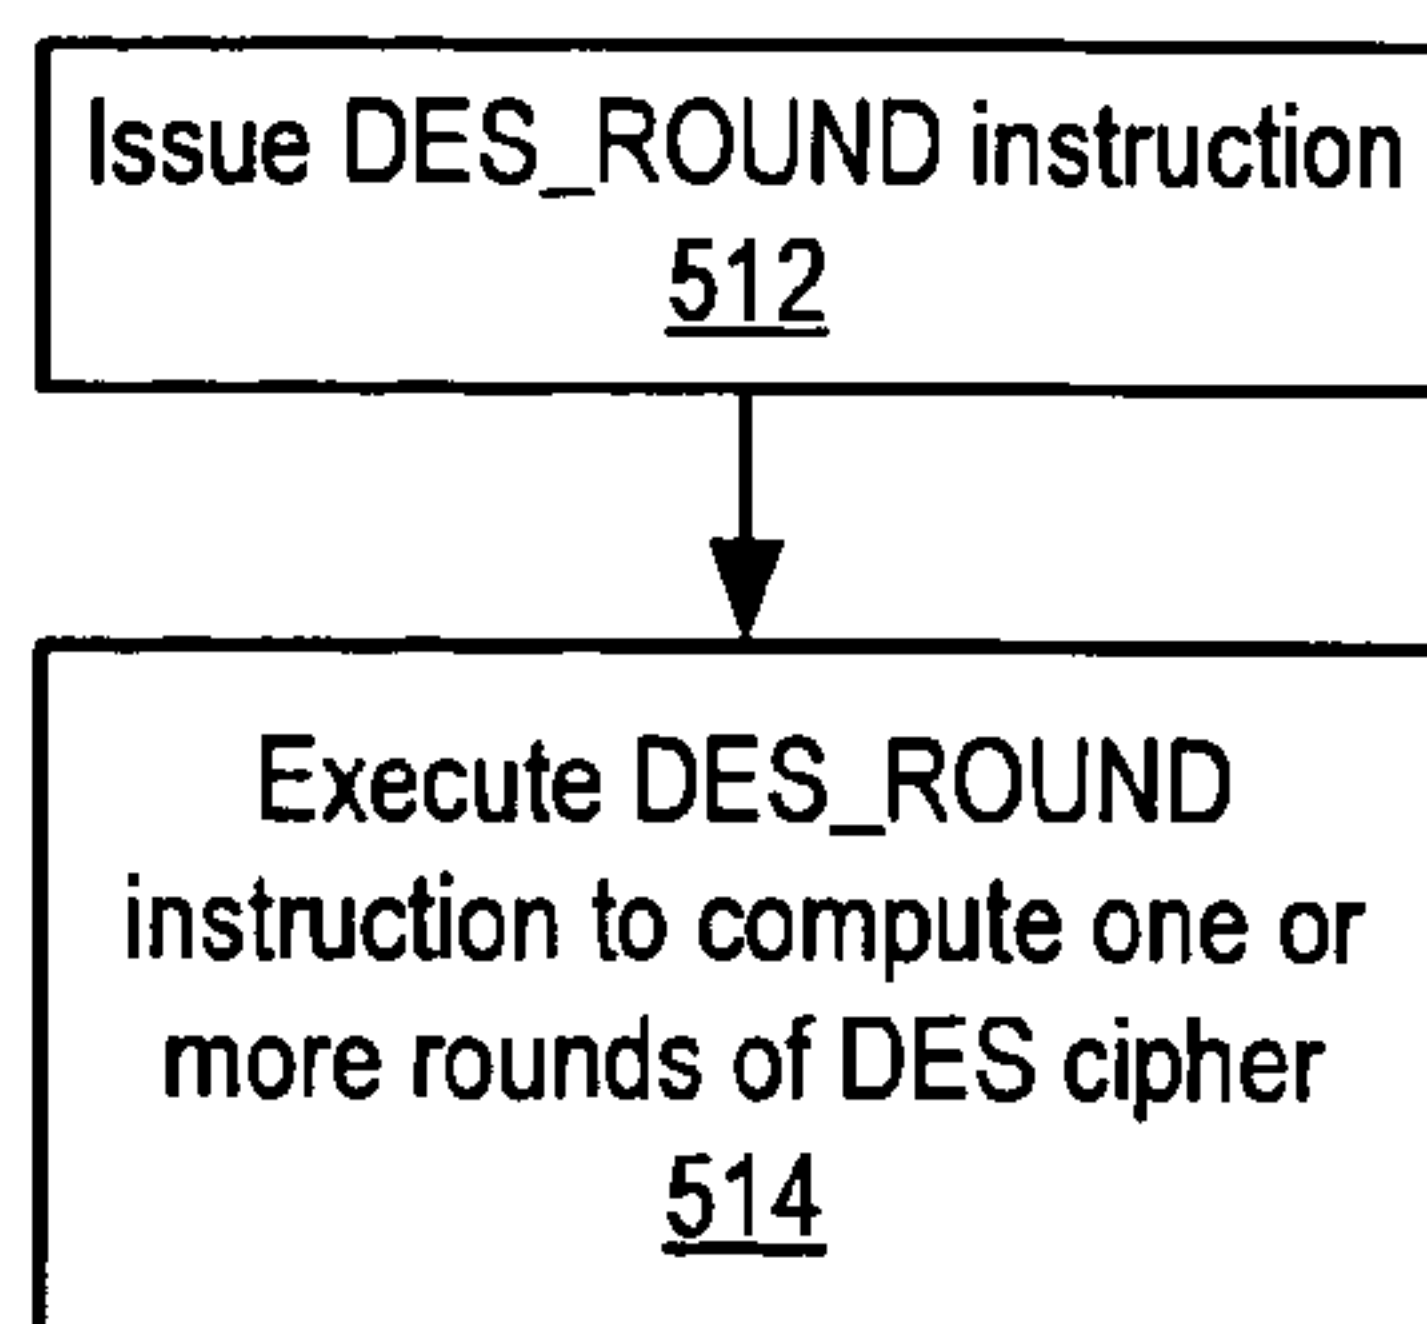 Issue DES_ROUND instruction
512
Execute DES_ROUND
instruction to compute one or
more rounds of DES cipher
514